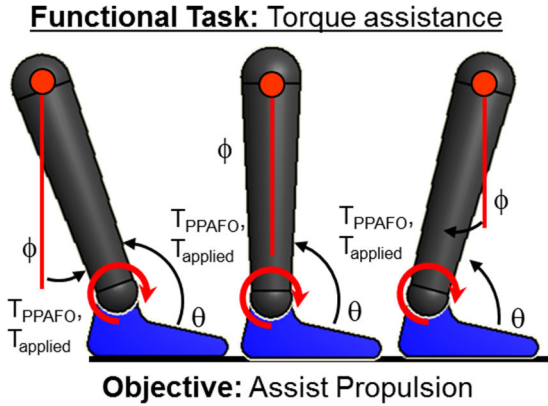 Functional Task: Torque assistance
ϕ
T_PPAFO,
T_applied
θ
ϕ
T_PPAFO,
T_applied
θ
ϕ
T_PPAFO,
T_applied
θ
Objective: Assist Propulsion